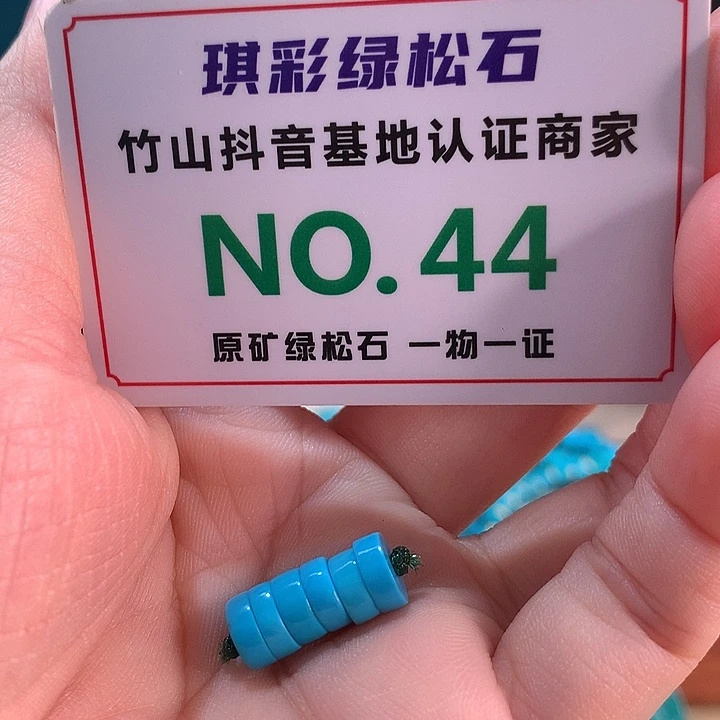 琪彩绿松石
竹山抖音基地认证商家
NO.44
原矿绿松石 一物一证